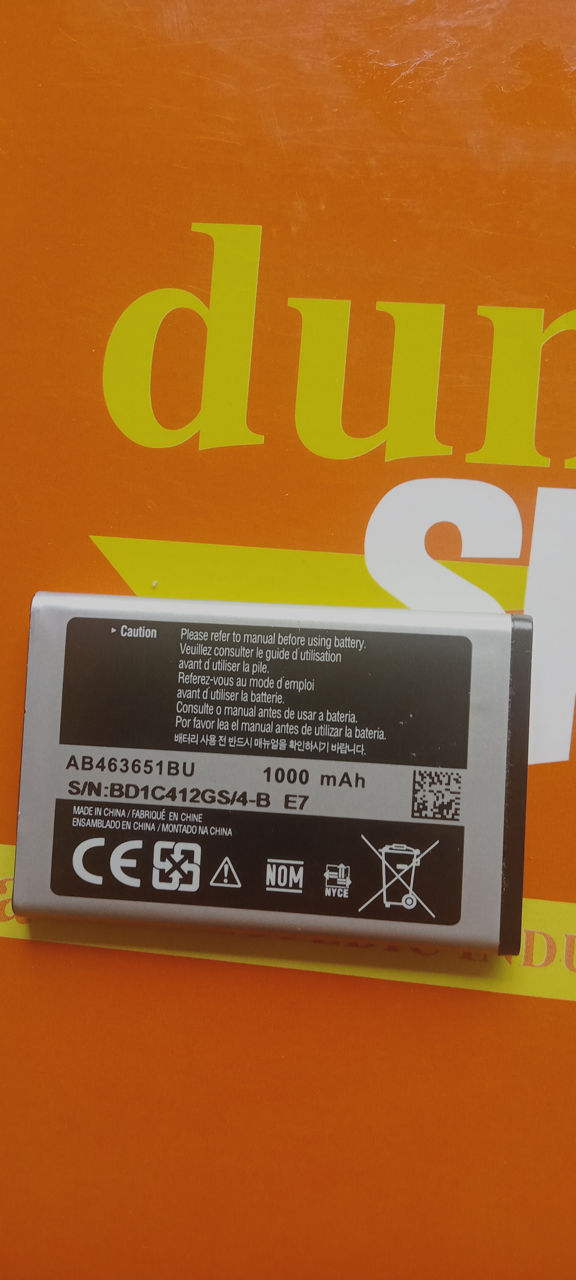 dun
S
▸ Caution
Please refer to manual before using battery.
Veuillez consulter le guide d'utilisation
avant d'utiliser la pile.
Referez-vous au mode d'emploi
avant d'utiliser la batterie.
Consulte o manual antes de usar a bateria.
Por favor lea el manual antes de utilizar la batería.
배터리 사용 전 반드시 매뉴얼을 확인하시기 바랍니다.
AB463651BU 1000 mAh
S/N:BD1C412GS/4-B E7
MADE IN CHINA / FABRIQUÉ EN CHINE
ENSAMBLADO EN CHINA / MONTADO NA CHINA
CE
NOM
NYCE
INDU